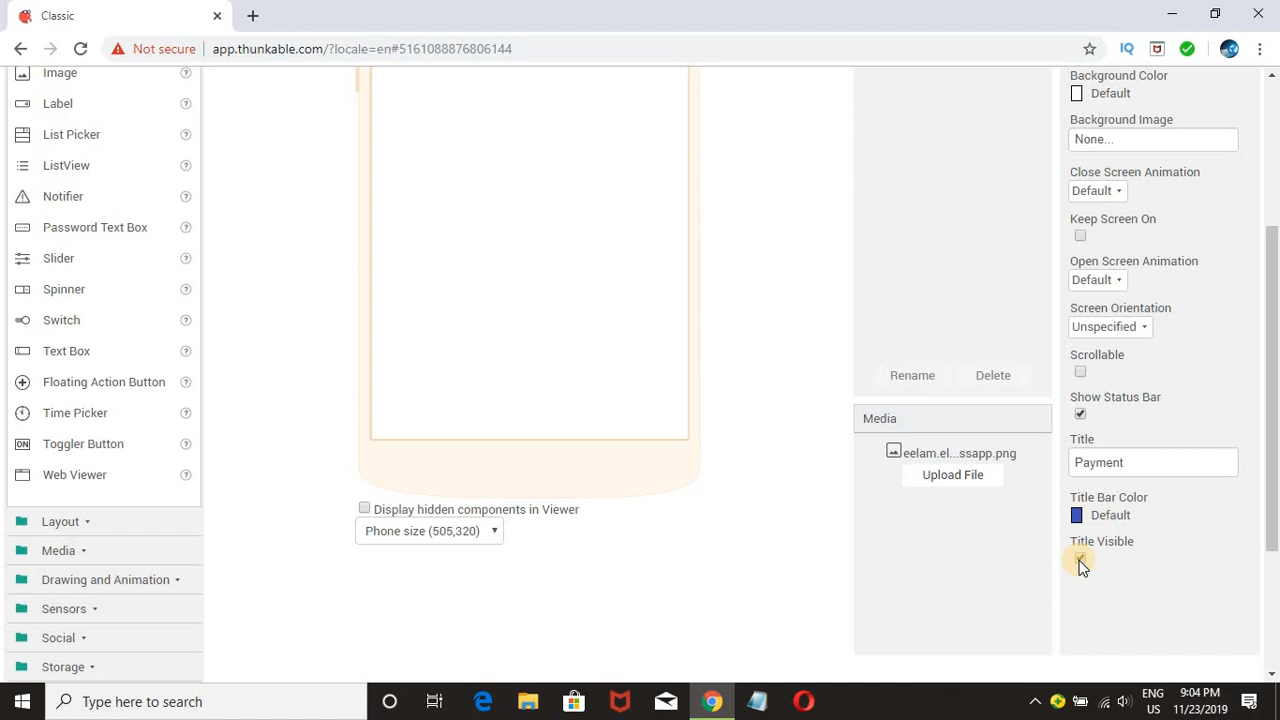 Classic
Not secure
app.thunkable.com/?locale=en#5161088876806144
IQ
Image
Label
List Picker
ListView
Notifier
Password Text Box
Slider
Spinner
Switch
Text Box
Floating Action Button
Time Picker
ON Toggler Button
Web Viewer
Layout
Media
Drawing and Animation
Sensors
Social
Storage
Display hidden components in Viewer
Phone size (505,320)
Rename Delete
Media
eelam.el...ssapp.png
Upload File
Background Color
Default
Background Image
None...
Close Screen Animation
Default
Keep Screen On
Open Screen Animation
Default
Screen Orientation
Unspecified
Scrollable
Show Status Bar
Title
Payment
Title Bar Color
Default
Title Visible
Type here to search
ENG
US
9:04 PM
11/23/2019